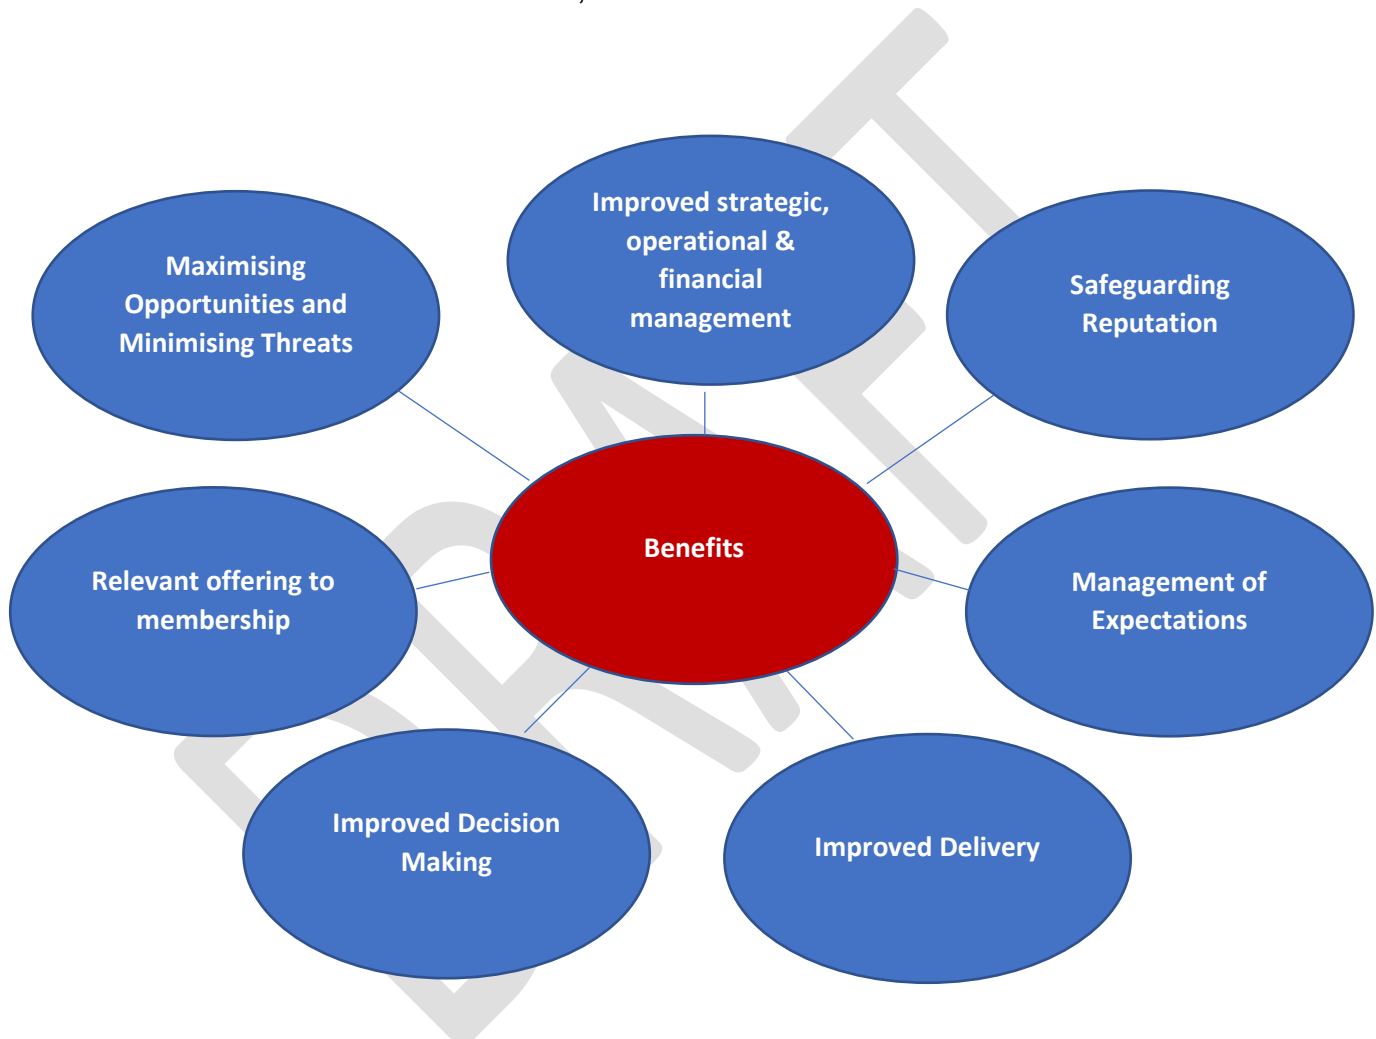 Improved strategic,
operational &
financial
management
Maximising
Opportunities and
Minimising Threats
Safeguarding
Reputation
Benefits
Relevant offering to
membership
Management of
Expectations
Improved Decision
Making
Improved Delivery
DRAFT